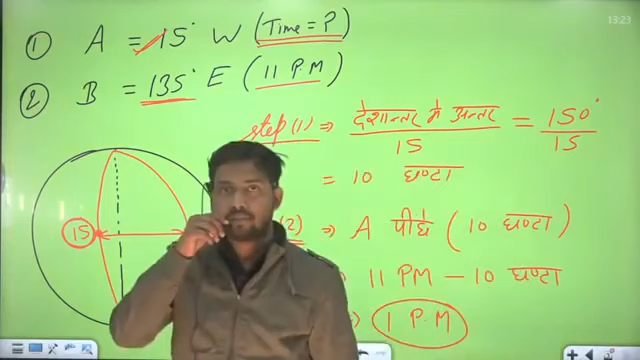 13:23
① A = 15° W (Time = P)
② B = 135° E (11 P.M)
step (1) ⇒ देशान्तर मे अन्तर / 15 = 150° / 15
= 10 घण्टा
15
(2) ⇒ A पीछे (10 घण्टा)
11 PM - 10 घण्टा
1 P.M